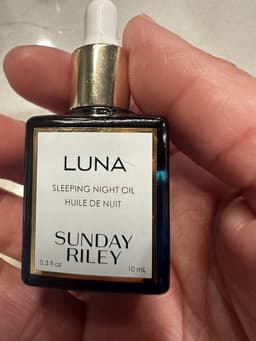 LUNA
SLEEPING NIGHT OIL
HUILE DE NUIT
SUNDAY
RILEY
0.3 fl oz 10 mL